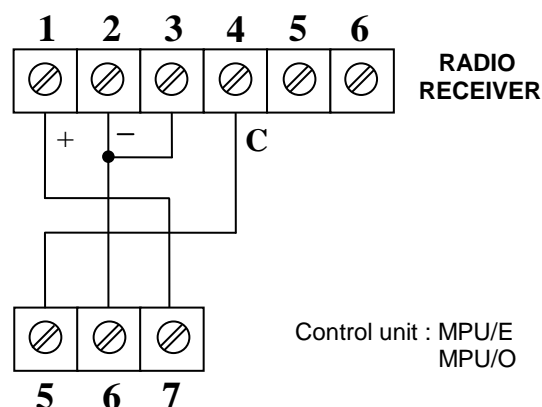 1 2 3 4 5 6
RADIO
RECEIVER
+ − C
Control unit : MPU/E
MPU/O
5 6 7